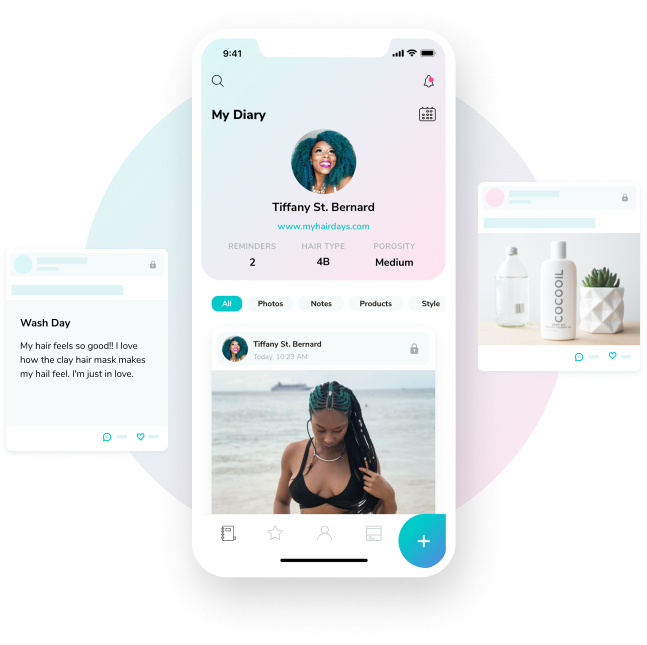 9:41
My Diary
Tiffany St. Bernard
www.myhairdays.com
REMINDERS HAIR TYPE POROSITY
2 4B Medium
All Photos Notes Products Style
Tiffany St. Bernard
Today, 10:23 AM
Wash Day
My hair feels so good!! I love
how the clay hair mask makes
my hail feel. I'm just in love.
COCOOIL